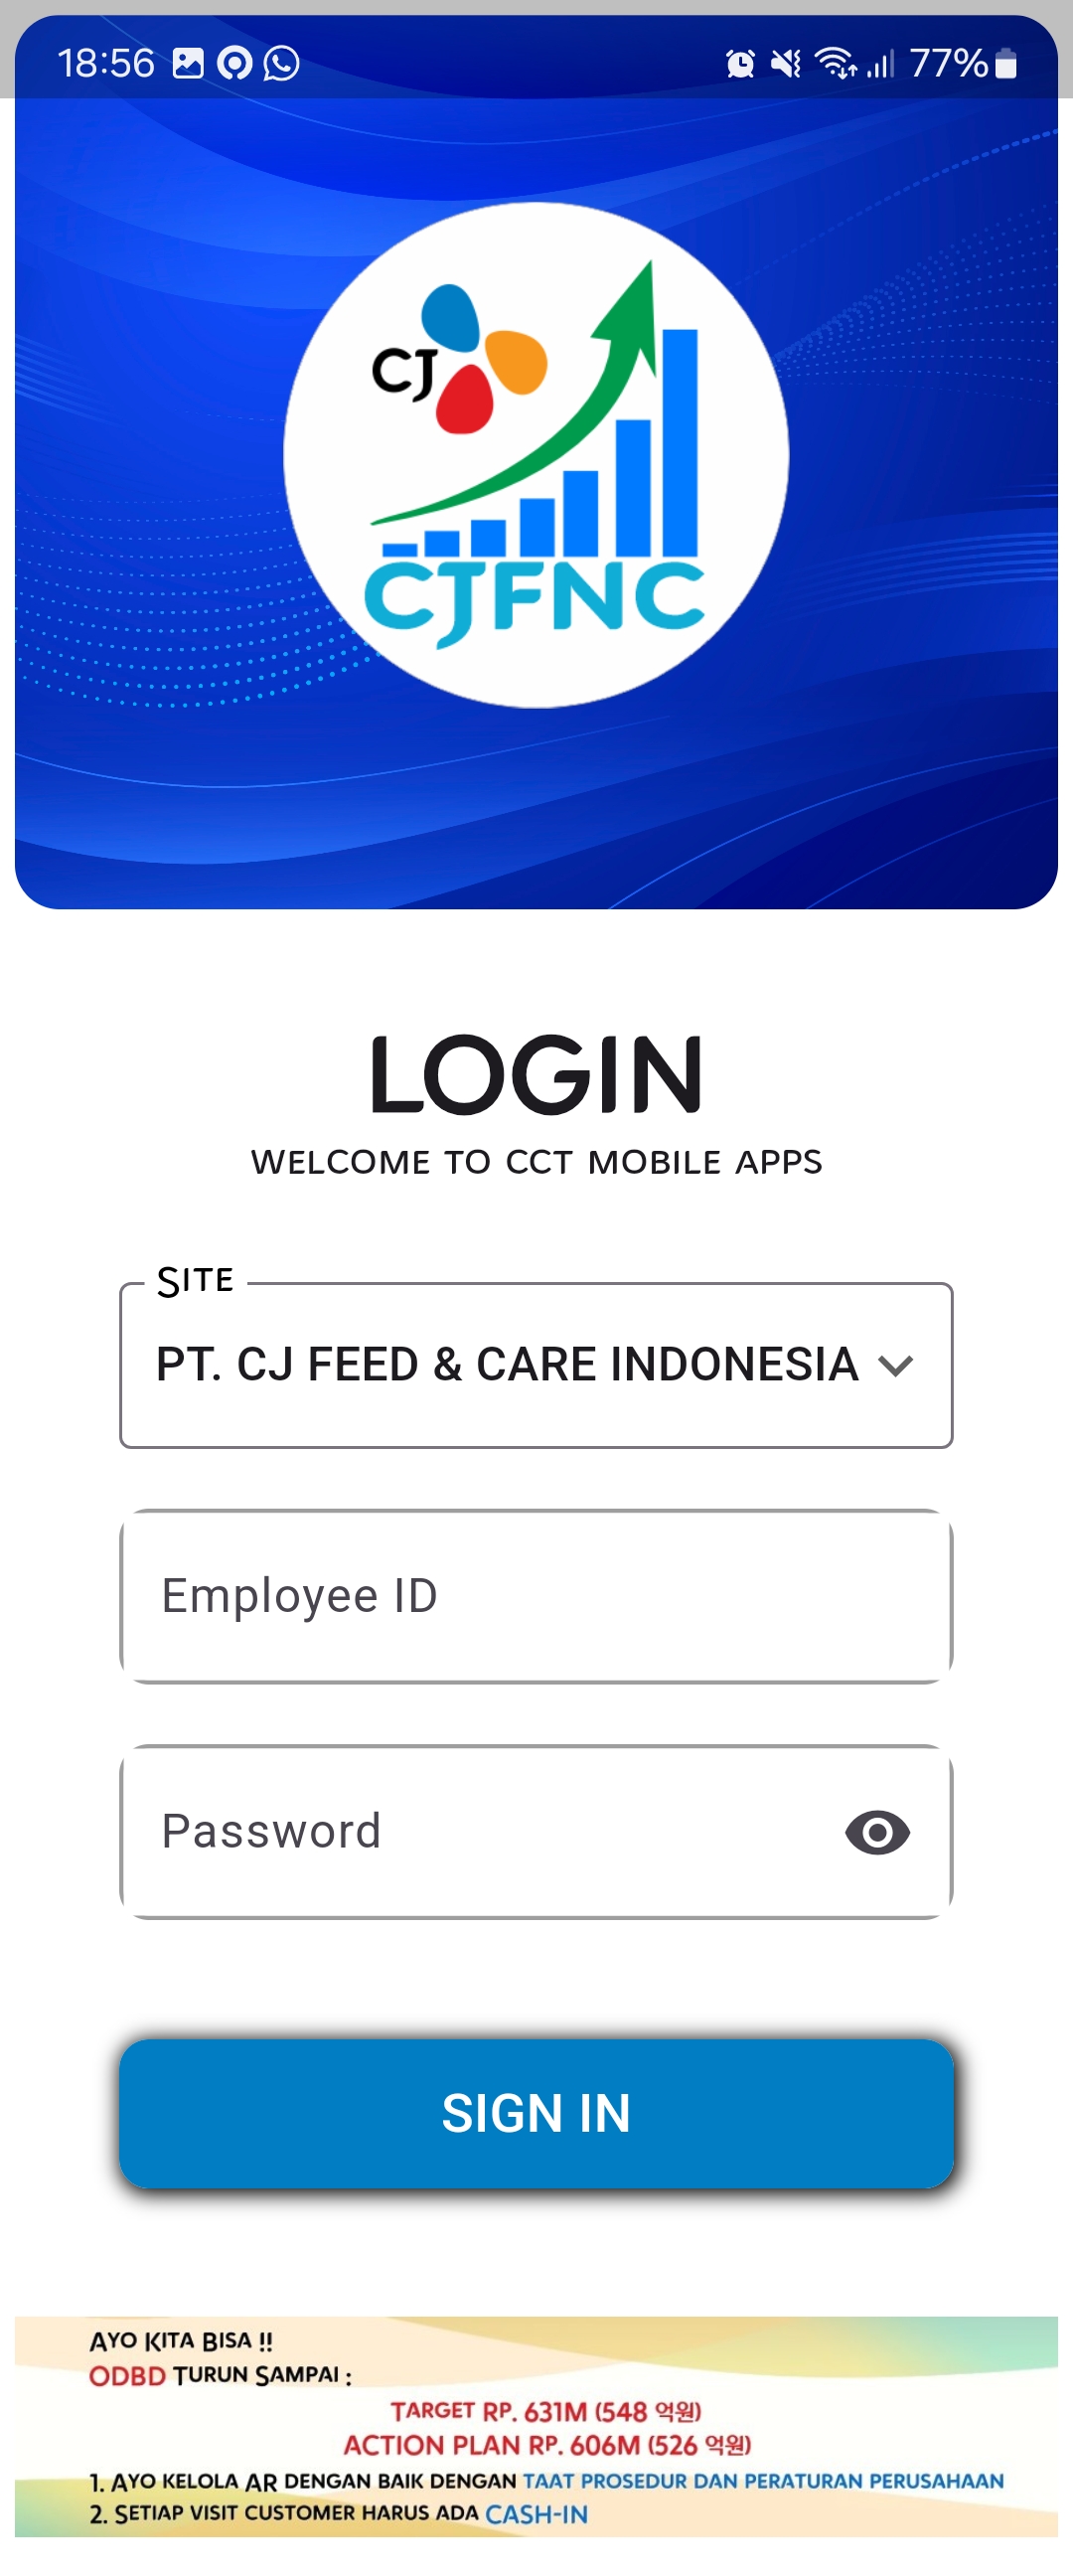 18:56
77%
CJ
CJFNC
LOGIN
WELCOME TO CCT MOBILE APPS
SITE
PT. CJ FEED & CARE INDONESIA
Employee ID
Password
SIGN IN
AYO KITA BISA !!
ODBD TURUN SAMPAI :
TARGET RP. 631M (548 억원)
ACTION PLAN RP. 606M (526 억원)
1. AYO KELOLA AR DENGAN BAIK DENGAN TAAT PROSEDUR DAN PERATURAN PERUSAHAAN
2. SETIAP VISIT CUSTOMER HARUS ADA CASH-IN